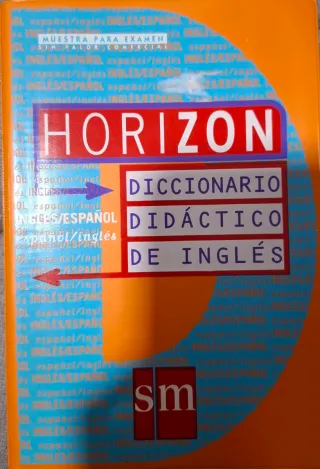 MUESTRA PARA EXAMEN
SIN VALOR COMERCIAL
HORIZON
DICCIONARIO
DIDÁCTICO
DE INGLÉS
INGLÉS/ESPAÑOL
español/inglés
sm